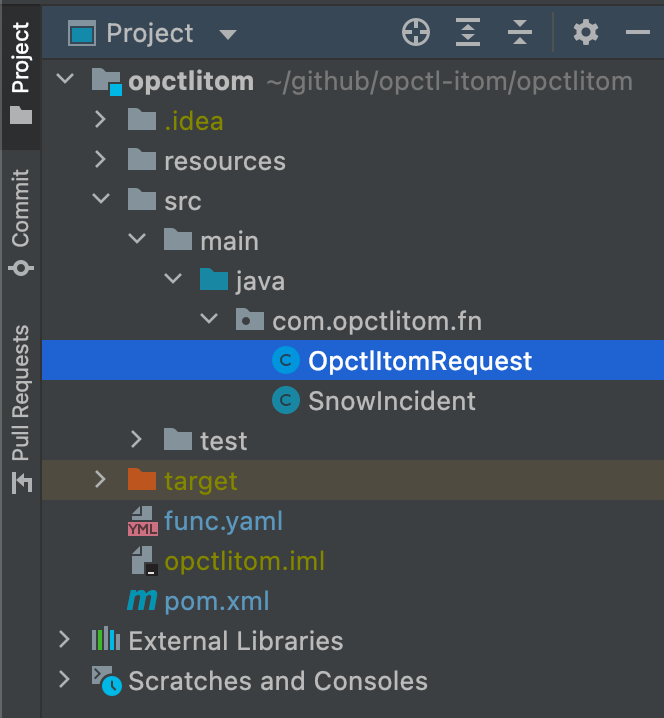 Project
Commit
Pull Requests
Project
opctlitom ~/github/opctl-itom/opctlitom
.idea
resources
src
main
java
com.opctlitom.fn
C OpctlItomRequest
C SnowIncident
test
target
YML func.yaml
opctlitom.iml
m pom.xml
External Libraries
Scratches and Consoles